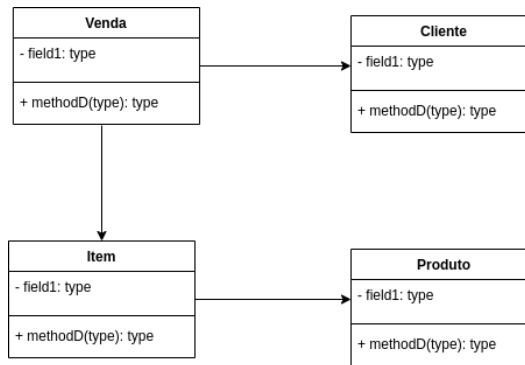 Venda
- field1: type
+ methodD(type): type
Cliente
- field1: type
+ methodD(type): type
Item
- field1: type
+ methodD(type): type
Produto
- field1: type
+ methodD(type): type